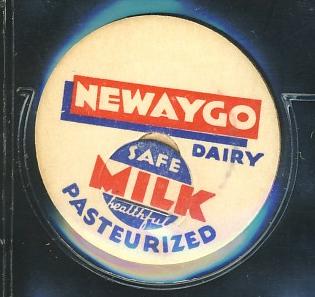 NEWAYGO
DAIRY
SAFE
MILK
healthful
PASTEURIZED